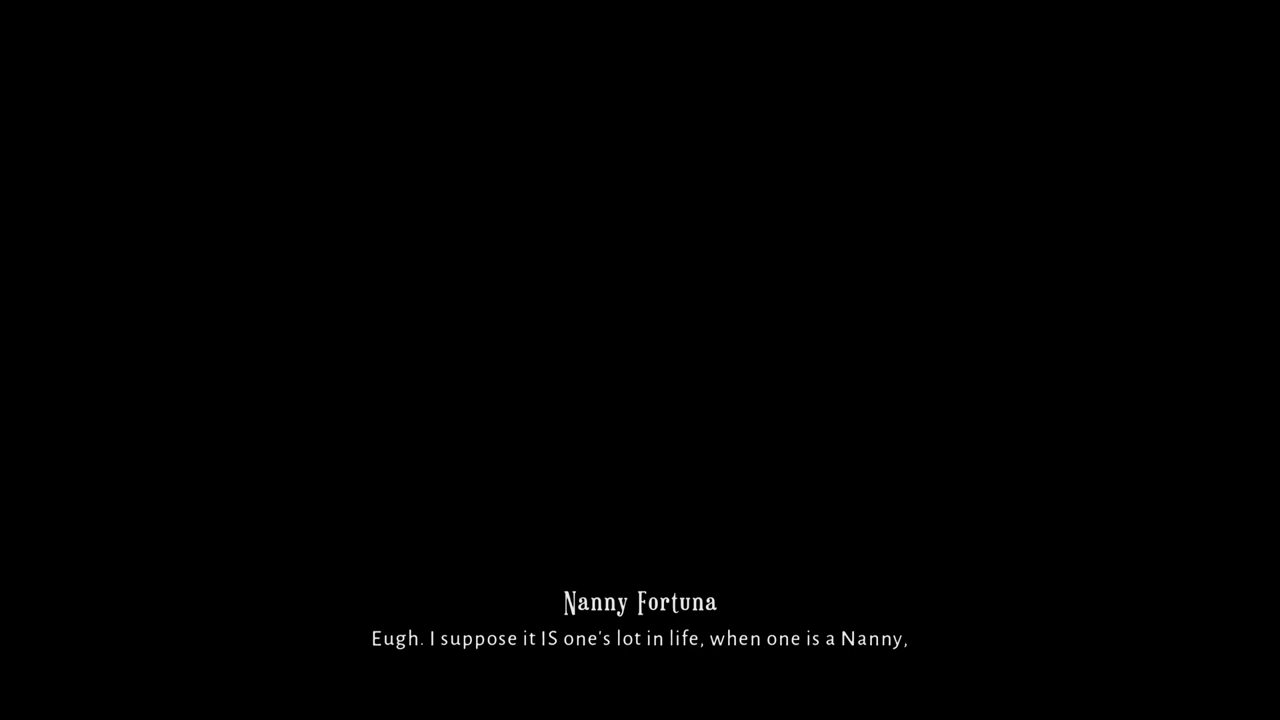 Nanny Fortuna
Eugh. I suppose it IS one's lot in life, when one is a Nanny,